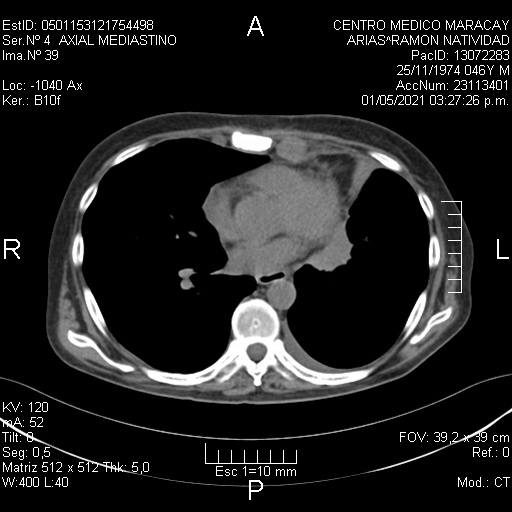 EstID: 0501153121754498
Ser.Nº 4 AXIAL MEDIASTINO
Ima.Nº 39
Loc: -1040 Ax
Ker.: B10f
A
CENTRO MEDICO MARACAY
ARIAS^RAMON NATIVIDAD
PacID: 13072283
25/11/1974 046Y M
AccNum: 23113401
01/05/2021 03:27:26 p.m.
R
L
KV: 120
mA: 52
Tilt: 0
Seg: 0,5
Matriz 512 x 512 Thk: 5,0
W:400 L:40
Esc 1=10 mm
P
FOV: 39,2 x 39 cm
Ref.: 0
Mod.: CT